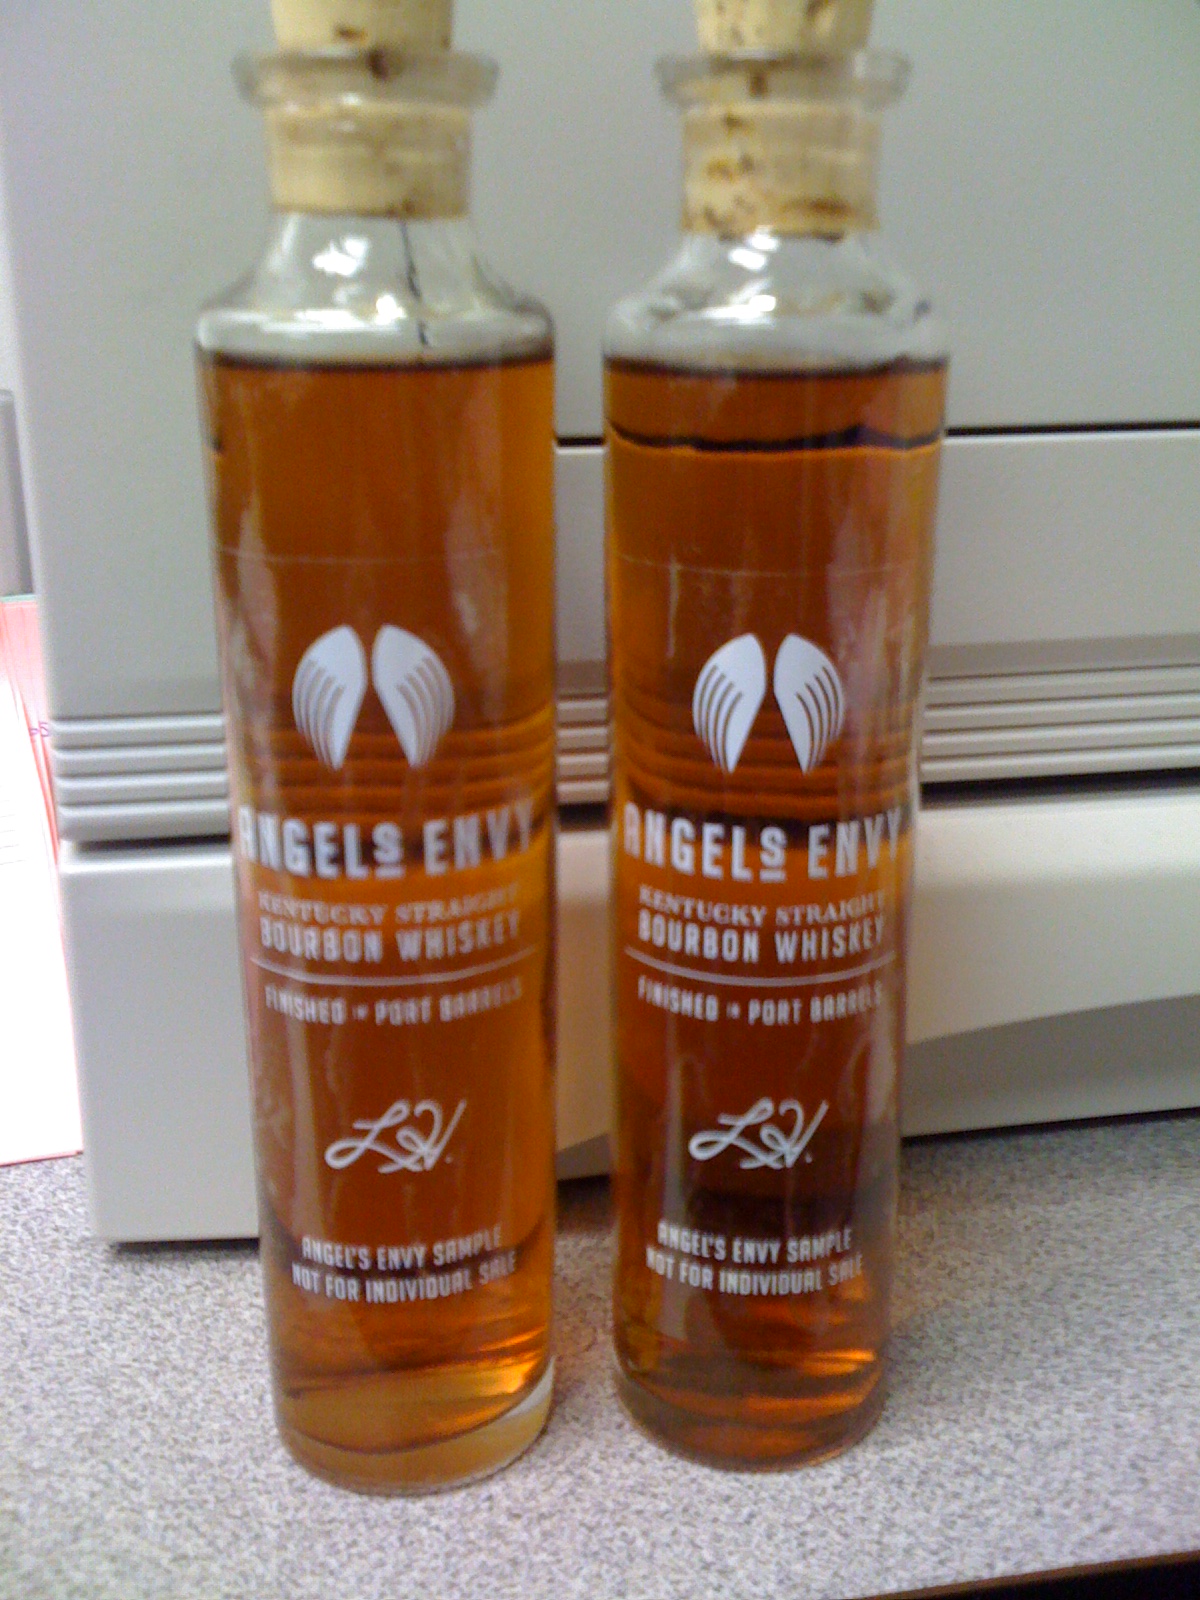 ANGELS ENVY
KENTUCKY STRAIGHT
BOURBON WHISKEY
FINISHED IN PORT BARRELS
LH.
ANGEL'S ENVY SAMPLE
NOT FOR INDIVIDUAL SALE
ANGELS ENVY
KENTUCKY STRAIGHT
BOURBON WHISKEY
FINISHED IN PORT BARRELS
LH.
ANGEL'S ENVY SAMPLE
NOT FOR INDIVIDUAL SALE